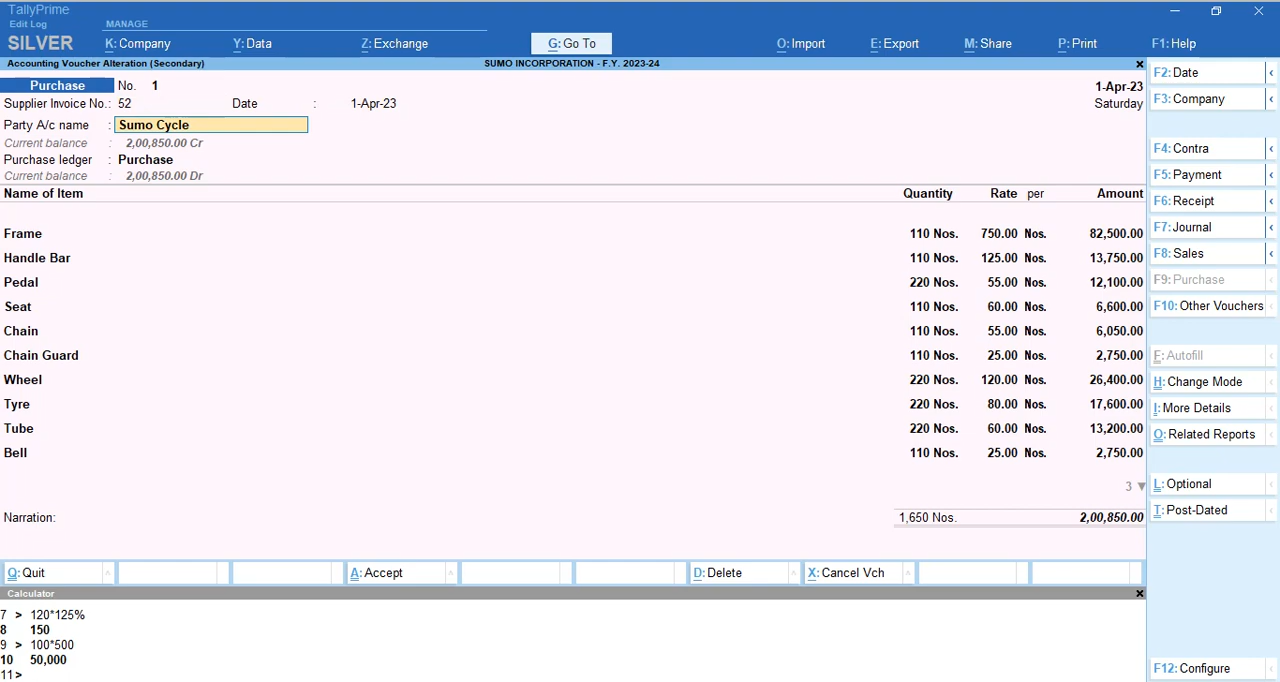 TallyPrime
Edit Log
SILVER
MANAGE
K: Company Y: Data Z: Exchange G: Go To O: Import E: Export M: Share P: Print F1: Help
Accounting Voucher Alteration (Secondary) SUMO INCORPORATION - F.Y. 2023-24
Purchase No. 1 1-Apr-23
Supplier Invoice No.: 52 Date : 1-Apr-23 Saturday
Party A/c name : Sumo Cycle
Current balance : 2,00,850.00 Cr
Purchase ledger : Purchase
Current balance : 2,00,850.00 Dr
Name of Item Quantity Rate per Amount
Frame 110 Nos. 750.00 Nos. 82,500.00
Handle Bar 110 Nos. 125.00 Nos. 13,750.00
Pedal 220 Nos. 55.00 Nos. 12,100.00
Seat 110 Nos. 60.00 Nos. 6,600.00
Chain 110 Nos. 55.00 Nos. 6,050.00
Chain Guard 110 Nos. 25.00 Nos. 2,750.00
Wheel 220 Nos. 120.00 Nos. 26,400.00
Tyre 220 Nos. 80.00 Nos. 17,600.00
Tube 220 Nos. 60.00 Nos. 13,200.00
Bell 110 Nos. 25.00 Nos. 2,750.00
3 ▼
Narration: 1,650 Nos. 2,00,850.00
Q: Quit A: Accept D: Delete X: Cancel Vch
Calculator
7 > 120*125%
8 150
9 > 100*500
10 50,000
11 >
F2: Date
F3: Company
F4: Contra
F5: Payment
F6: Receipt
F7: Journal
F8: Sales
F9: Purchase
F10: Other Vouchers
F: Autofill
H: Change Mode
I: More Details
O: Related Reports
L: Optional
T: Post-Dated
F12: Configure